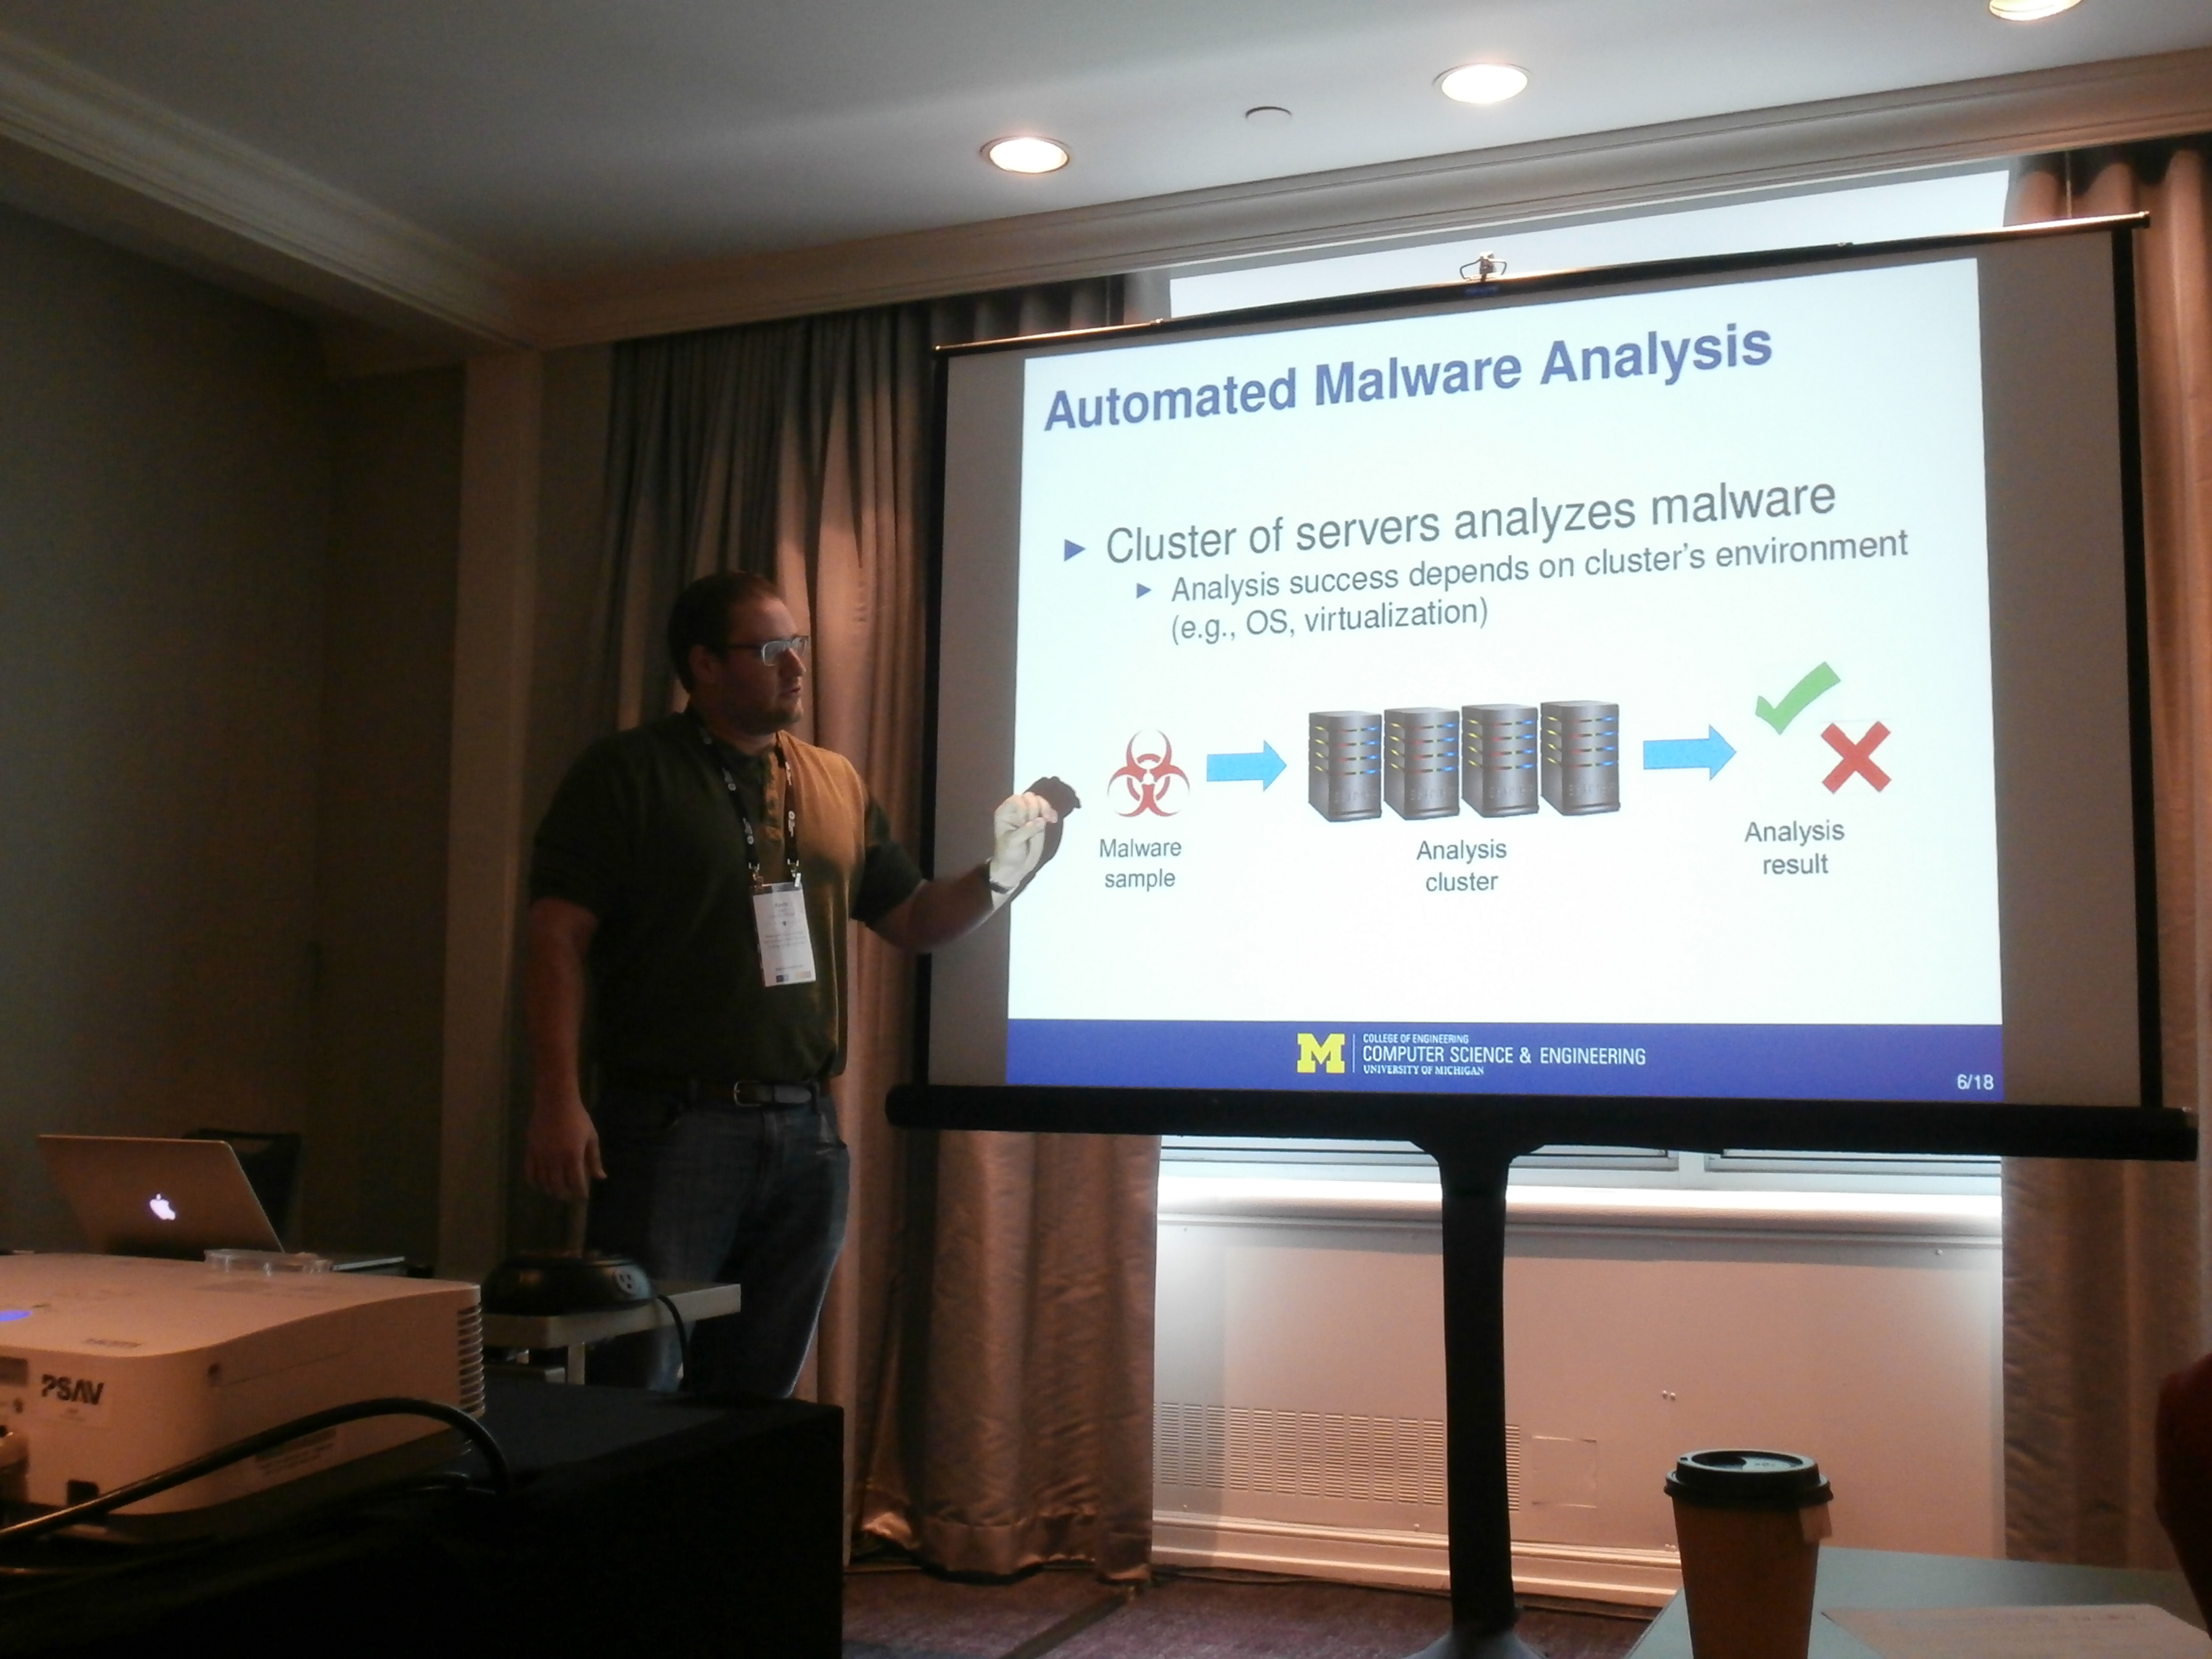 Automated Malware Analysis
► Cluster of servers analyzes malware
► Analysis success depends on cluster's environment
(e.g., OS, virtualization)
Malware
sample
Analysis
cluster
Analysis
result
M
COLLEGE OF ENGINEERING
COMPUTER SCIENCE & ENGINEERING
UNIVERSITY OF MICHIGAN
6/18
PSAV